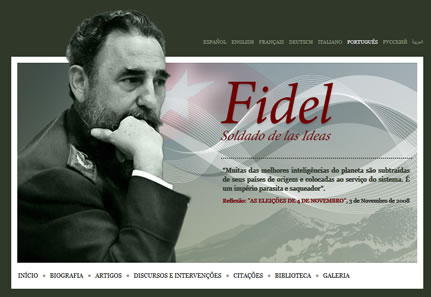 ESPAÑOL ENGLISH FRANÇAIS DEUTSCH ITALIANO PORTUGUÊS РУССКИЙ العربية
Fidel
Soldado de las Ideas
"Muitas das melhores inteligências do planeta são subtraídas
de seus países de origem e colocadas ao serviço do sistema. É
um império parasita e saqueador".
Reflexão: "AS ELEIÇÕES DE 4 DE NOVEMBRO", 3 de Novembro de 2008
INÍCIO • BIOGRAFIA • ARTIGOS • DISCURSOS E INTERVENÇÕES • CITAÇÕES • BIBLIOTECA • GALERIA